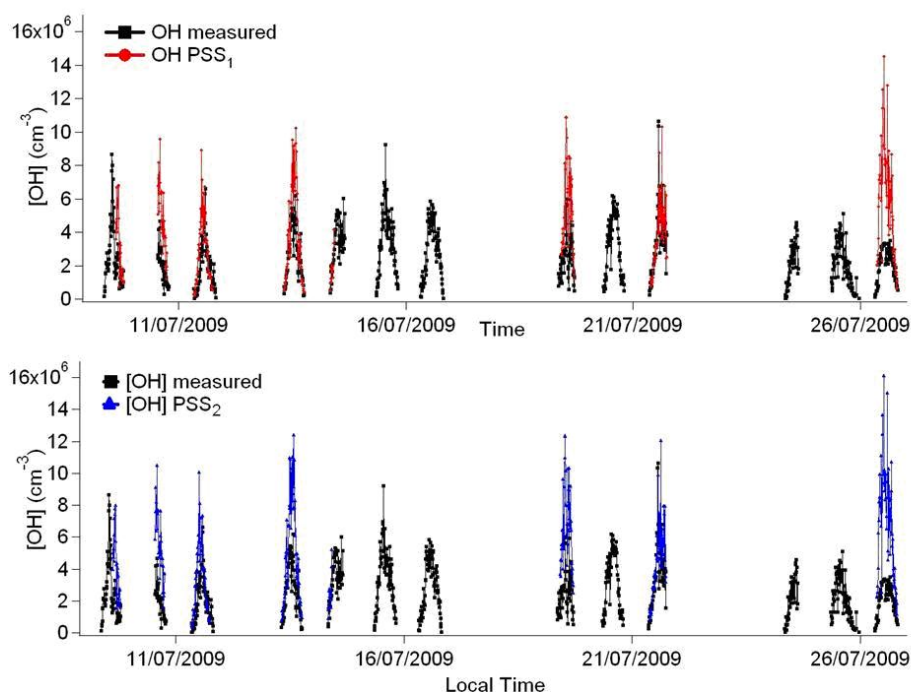 16x10⁶
14
12
10
8
6
4
2
0
[OH] (cm⁻³)
OH measured
OH PSS₁
11/07/2009
16/07/2009
21/07/2009
26/07/2009
Time
16x10⁶
14
12
10
8
6
4
2
0
[OH] (cm⁻³)
[OH] measured
[OH] PSS₂
11/07/2009
16/07/2009
21/07/2009
26/07/2009
Local Time